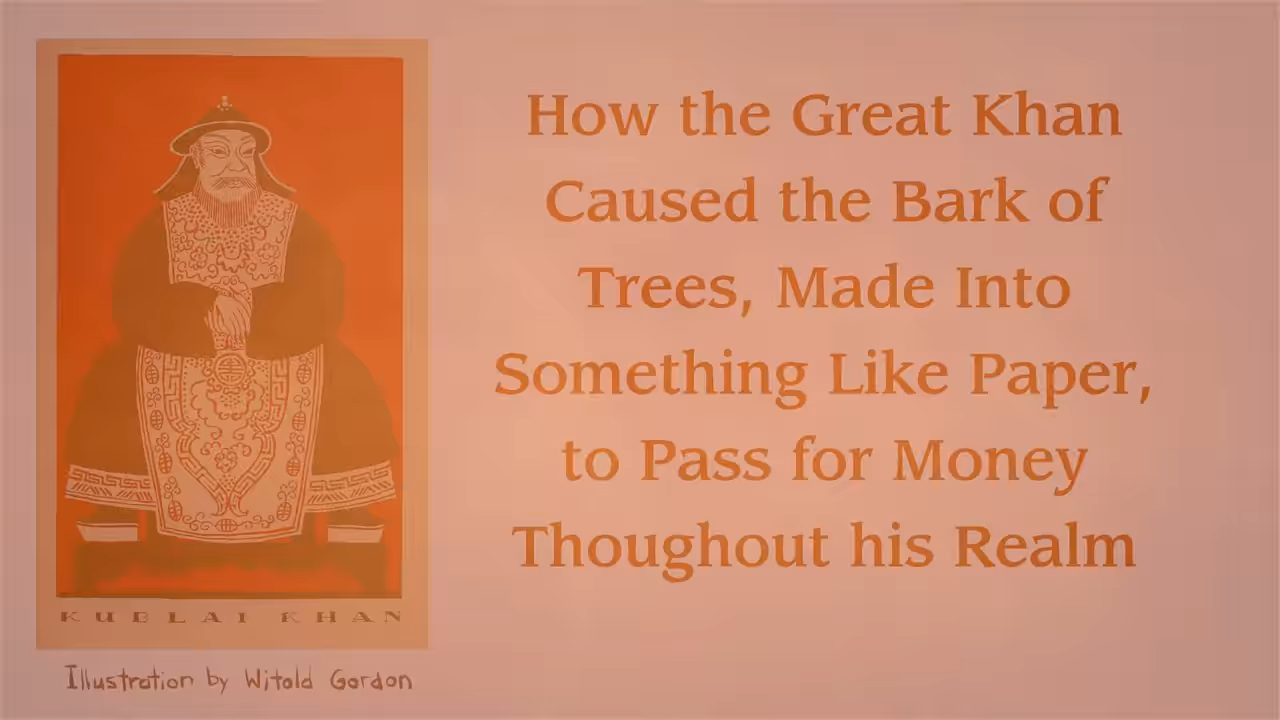 KUBLAI KHAN
Illustration by Witold Gordon
How the Great Khan
Caused the Bark of
Trees, Made Into
Something Like Paper,
to Pass for Money
Thoughout his Realm